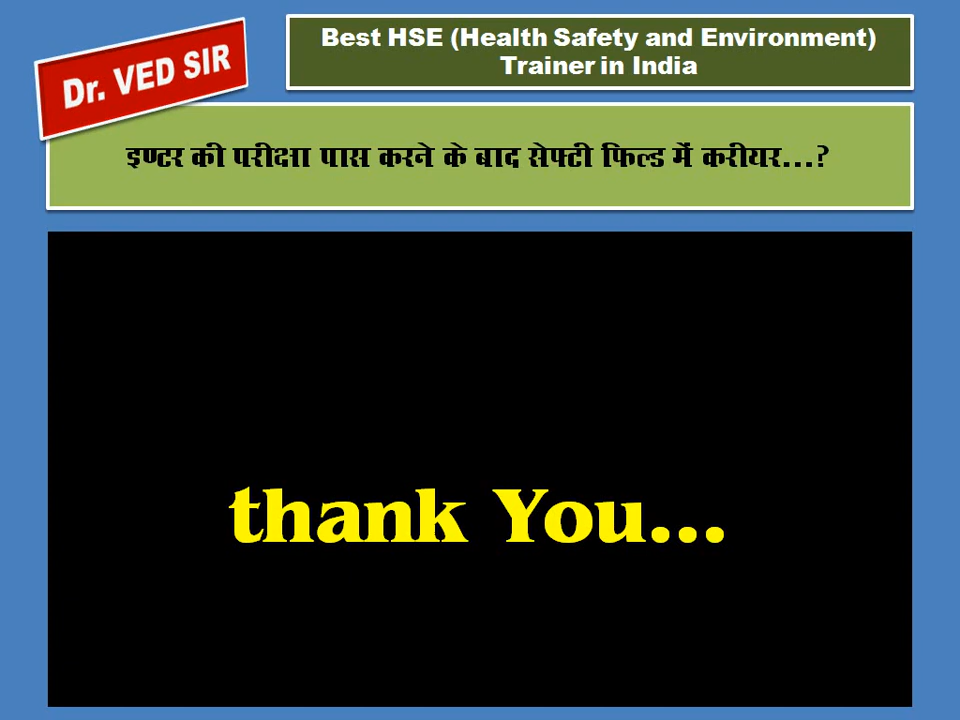 Dr. VED SIR
Best HSE (Health Safety and Environment)
Trainer in India
इण्टर की परीक्षा पास करने के बाद सेफ्टी फिल्ड में करीयर...?
thank You...